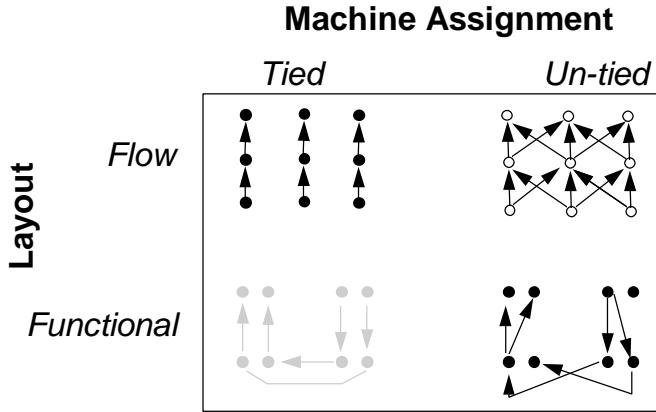 Machine Assignment
Tied
Un-tied
Flow
Layout
Functional